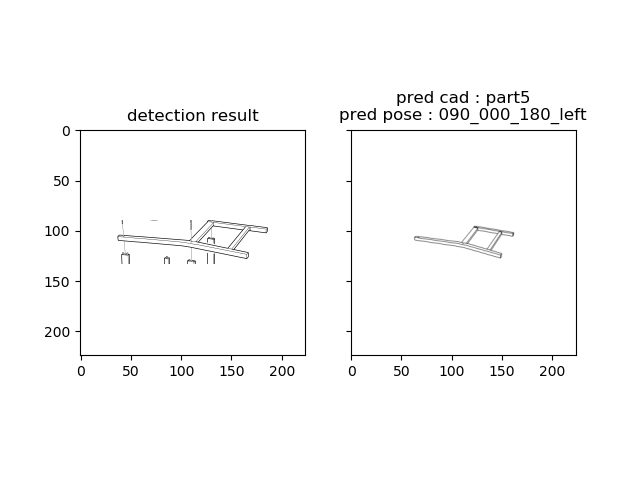 detection result
pred cad : part5
pred pose : 090_000_180_left
0
50
100
150
200
0 50 100 150 200
0 50 100 150 200